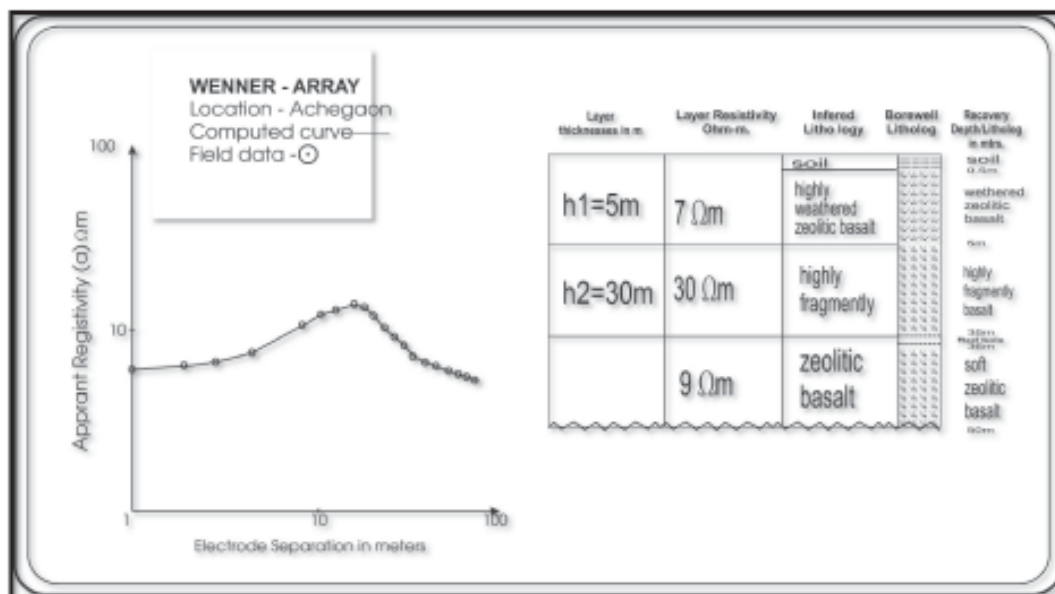 WENNER - ARRAY
Location - Achegaon
Computed curve
Field data -
100
10
1
10
100
Apprant Registivity (a) Ωm
Electrode Separation in meters
Layer
thicknesses in m.
Layer Resistivity
Ohm-m.
Infered
Litho logy.
Borewell
Litholog.
Recovery
Depth/Litholog
in mtrs.
h1=5m
7 Ωm
soil
highly
weathered
zeolitic basalt
soil
0.5m
wethered
zeolitic
basalt
5m.
h2=30m
30 Ωm
highly
fragmently
highly
fragmently
basalt
9 Ωm
zeolitic
basalt
soft
zeolitic
basalt